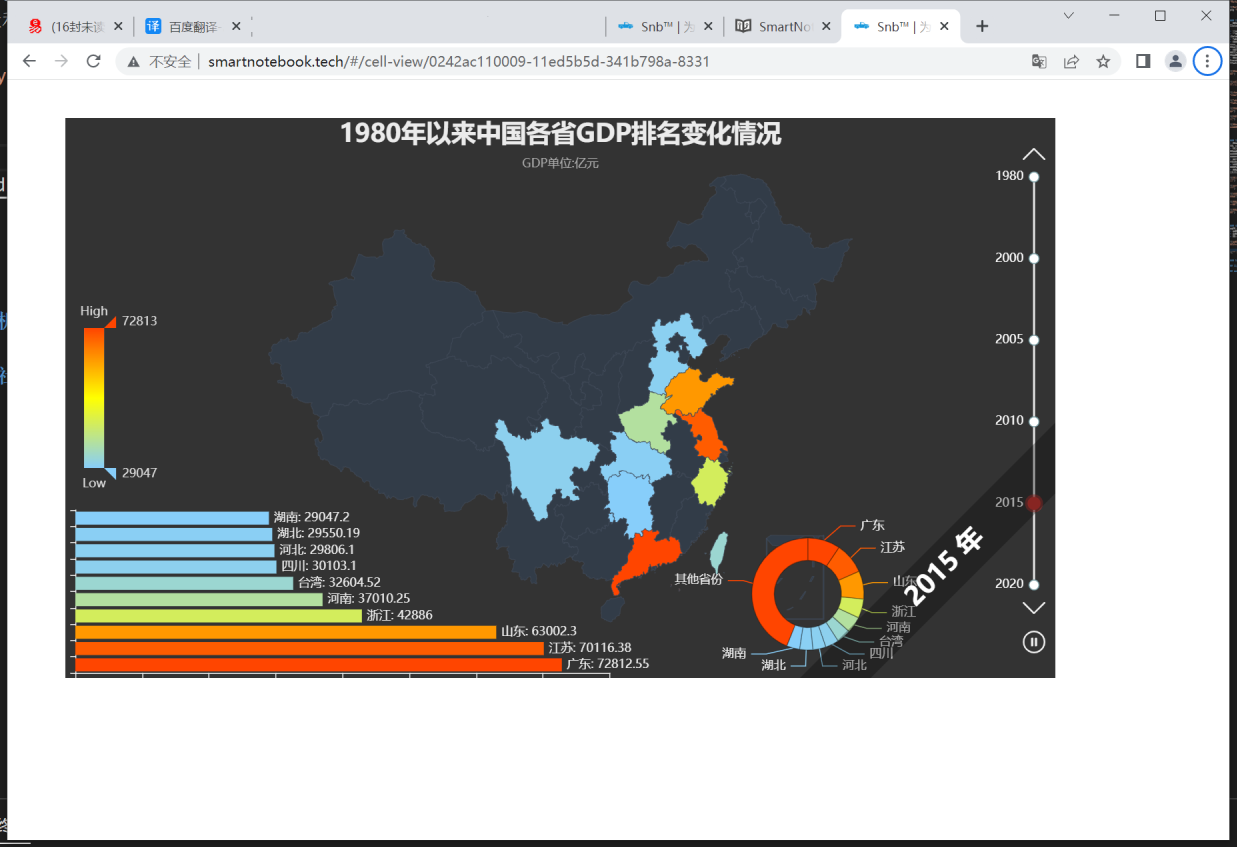 (16封未读
译 百度翻译-
Snb™ | 为
SmartNo
Snb™ | 为
不安全 | smartnotebook.tech/#/cell-view/0242ac110009-11ed5b5d-341b798a-8331
1980年以来中国各省GDP排名变化情况
GDP单位:亿元
1980
2000
2005
2010
2015
2020
High
72813
29047
Low
湖南: 29047.2
湖北: 29550.19
河北: 29806.1
四川: 30103.1
台湾: 32604.52
河南: 37010.25
浙江: 42886
山东: 63002.3
江苏: 70116.38
广东: 72812.55
广东
江苏
山东
浙江
河南
台湾
四川
河北
湖北
湖南
其他省份
2015 年